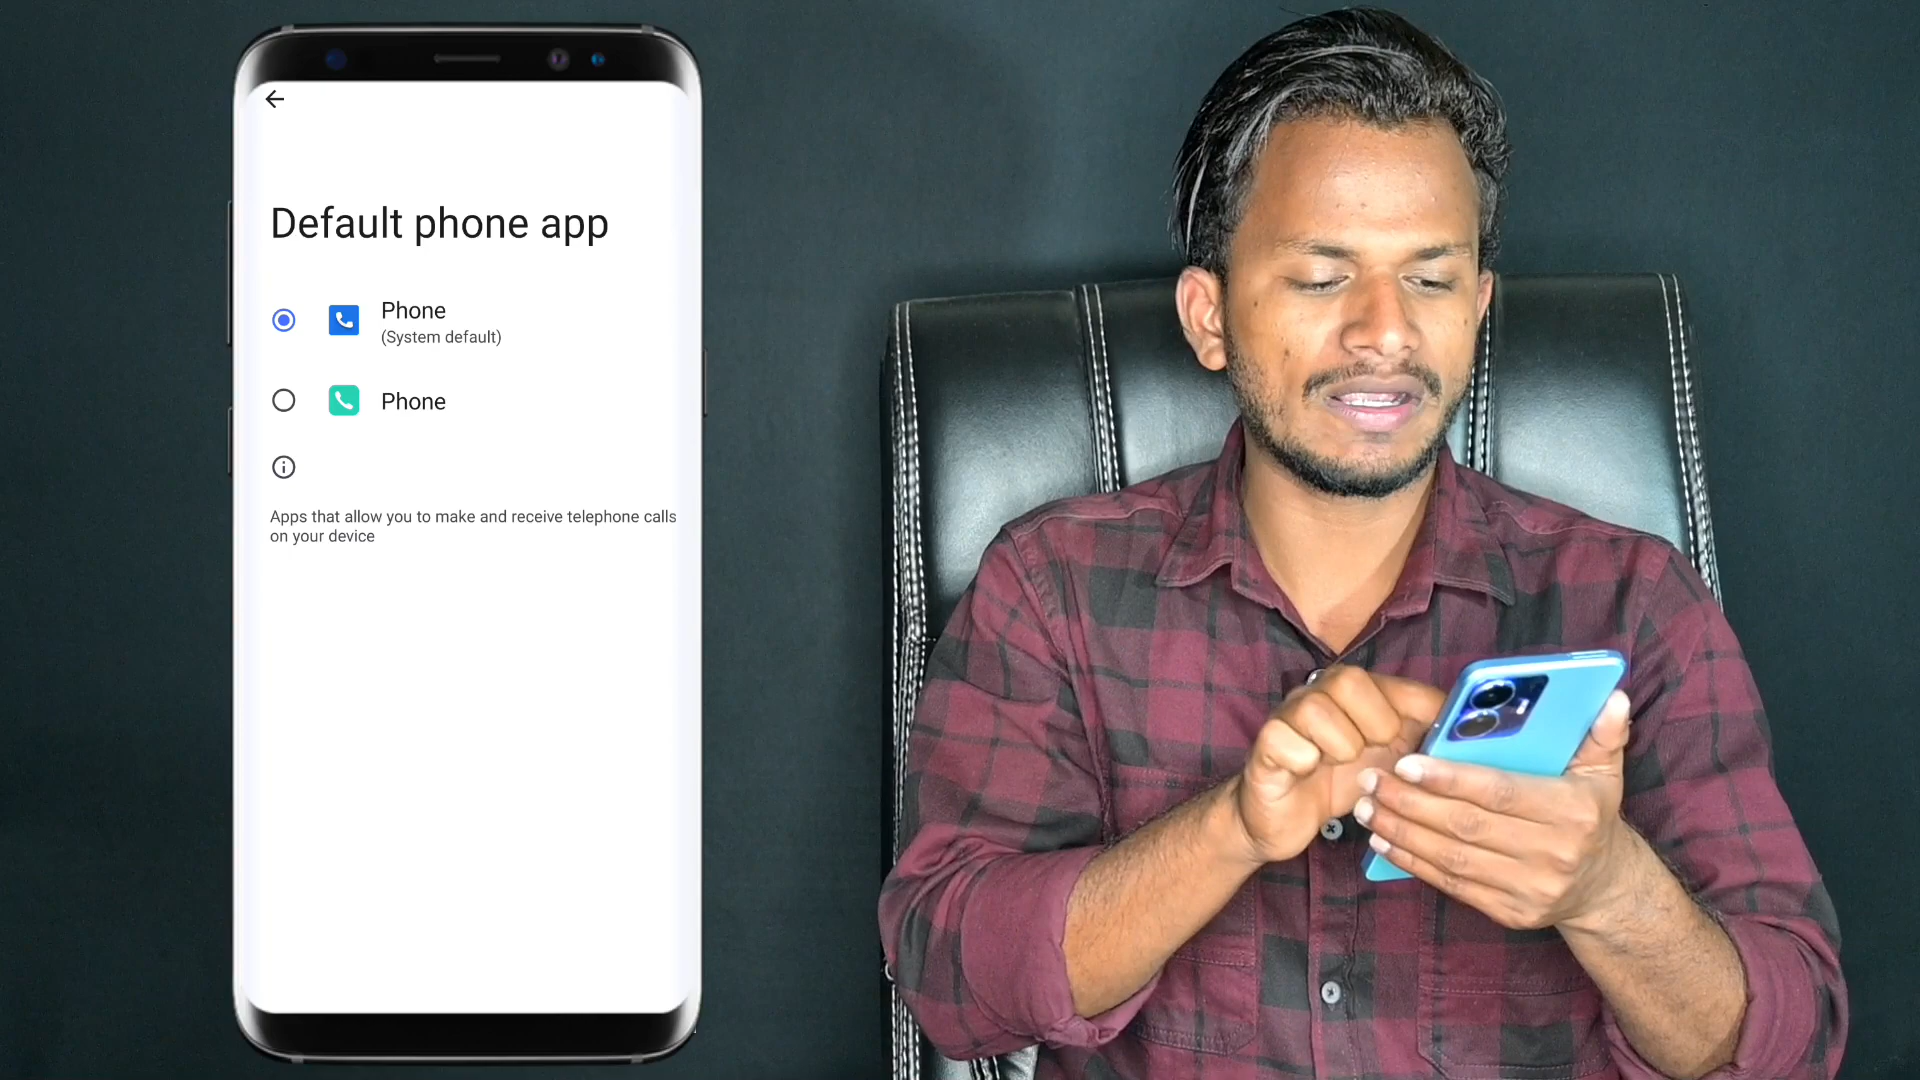 Default phone app
Phone
(System default)
Phone
Apps that allow you to make and receive telephone calls
on your device